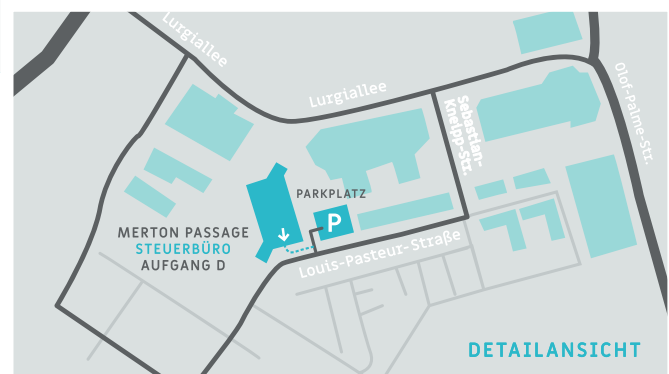 Lurgiallee
Lurgiallee
Olof-Palme-Str.
Sebastian-
Kneipp-Str.
PARKPLATZ
P
MERTON PASSAGE
STEUERBÜRO
AUFGANG D
Louis-Pasteur-Straße
DETAILANSICHT